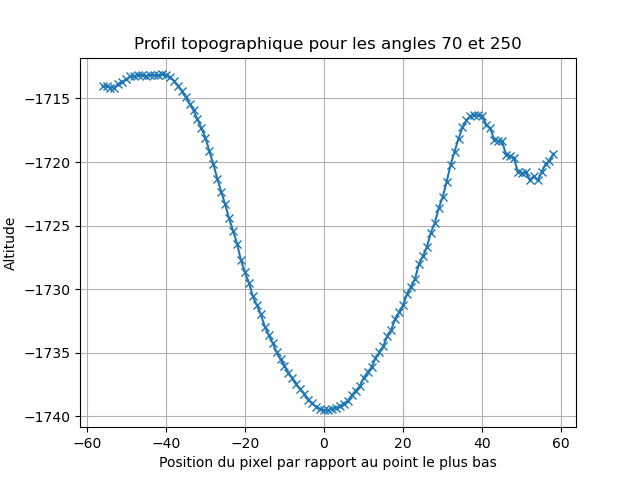 Profil topographique pour les angles 70 et 250
Altitude
−1715
−1720
−1725
−1730
−1735
−1740
−60 −40 −20 0 20 40 60
Position du pixel par rapport au point le plus bas